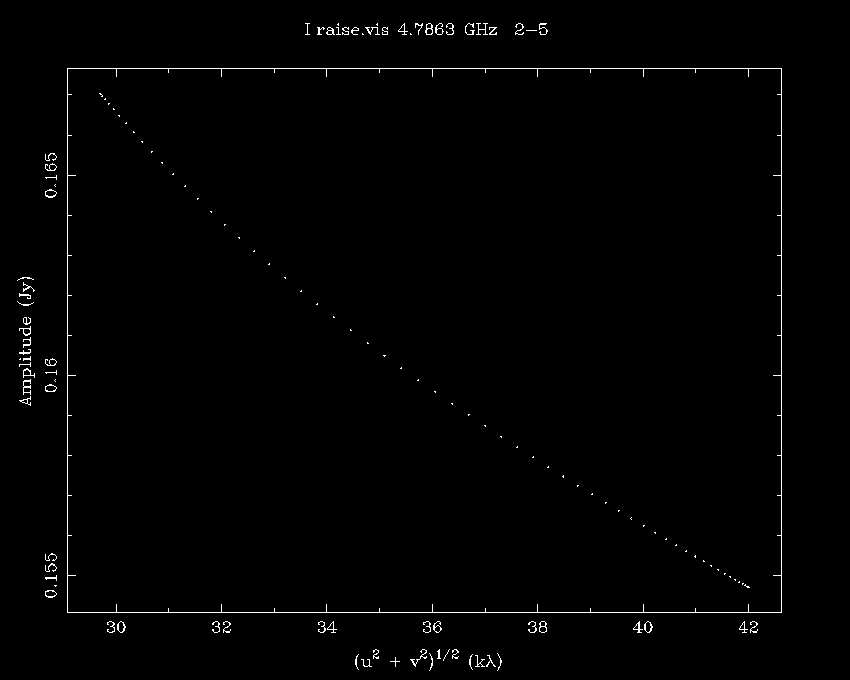 I raise.vis 4.7863 GHz 2-5
Amplitude (Jy)
0.165
0.16
0.155
30 32 34 36 38 40 42
(u² + v²)^1/2 (kλ)